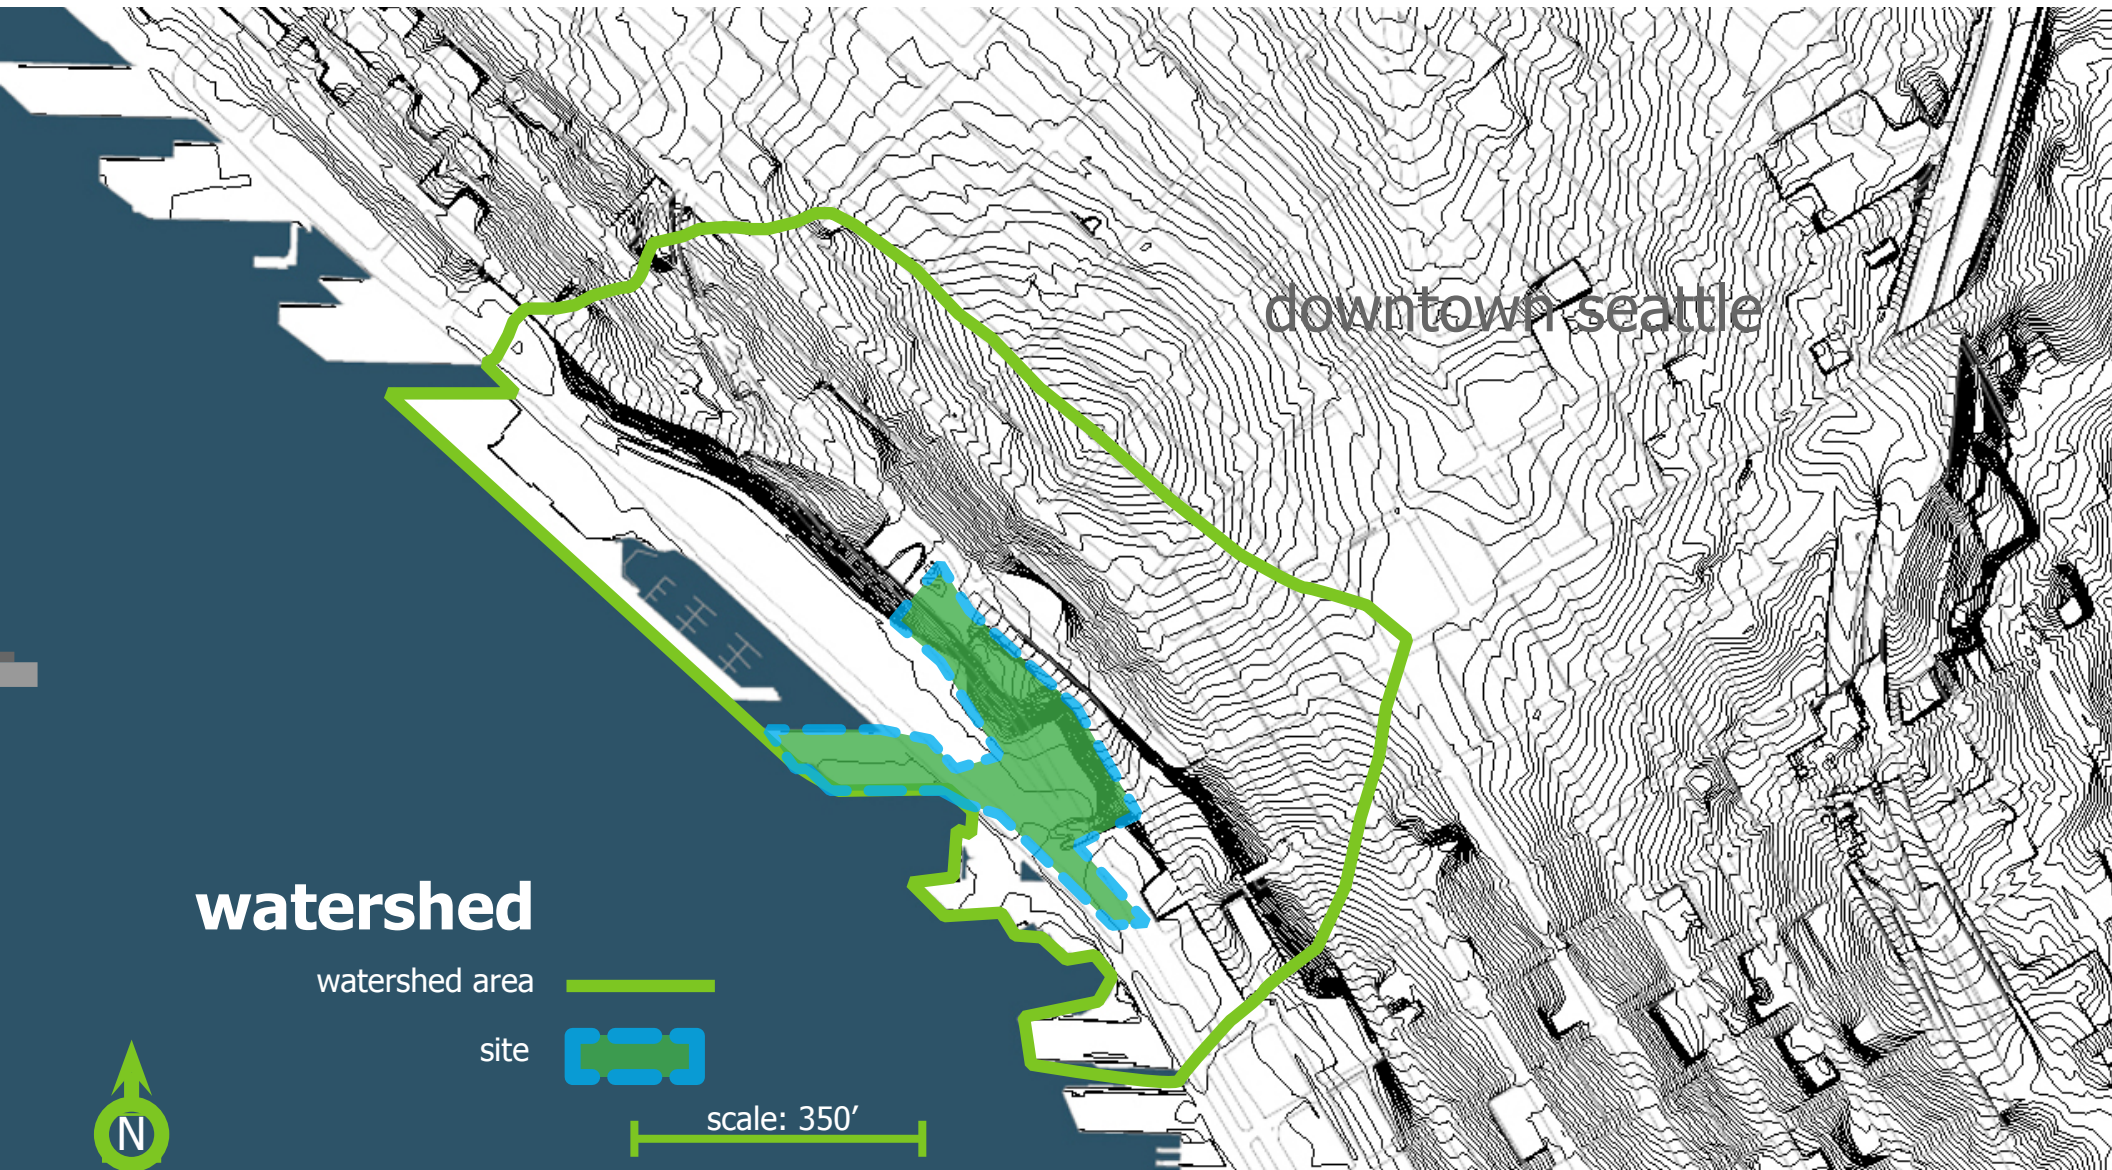 downtown seattle
watershed
watershed area
site
scale: 350’
N